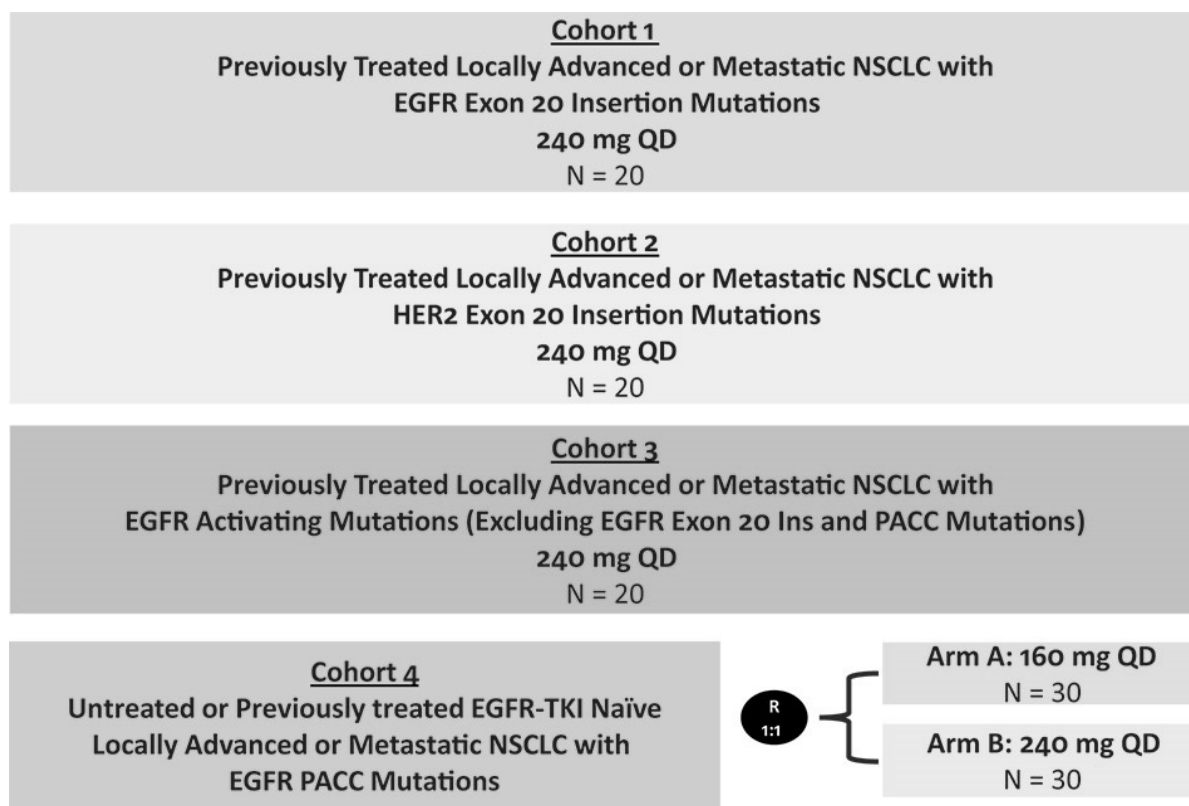 Cohort 1
Previously Treated Locally Advanced or Metastatic NSCLC with
EGFR Exon 20 Insertion Mutations
240 mg QD
N = 20
Cohort 2
Previously Treated Locally Advanced or Metastatic NSCLC with
HER2 Exon 20 Insertion Mutations
240 mg QD
N = 20
Cohort 3
Previously Treated Locally Advanced or Metastatic NSCLC with
EGFR Activating Mutations (Excluding EGFR Exon 20 Ins and PACC Mutations)
240 mg QD
N = 20
Cohort 4
Untreated or Previously treated EGFR-TKI Naïve
Locally Advanced or Metastatic NSCLC with
EGFR PACC Mutations
R
1:1
Arm A: 160 mg QD
N = 30
Arm B: 240 mg QD
N = 30